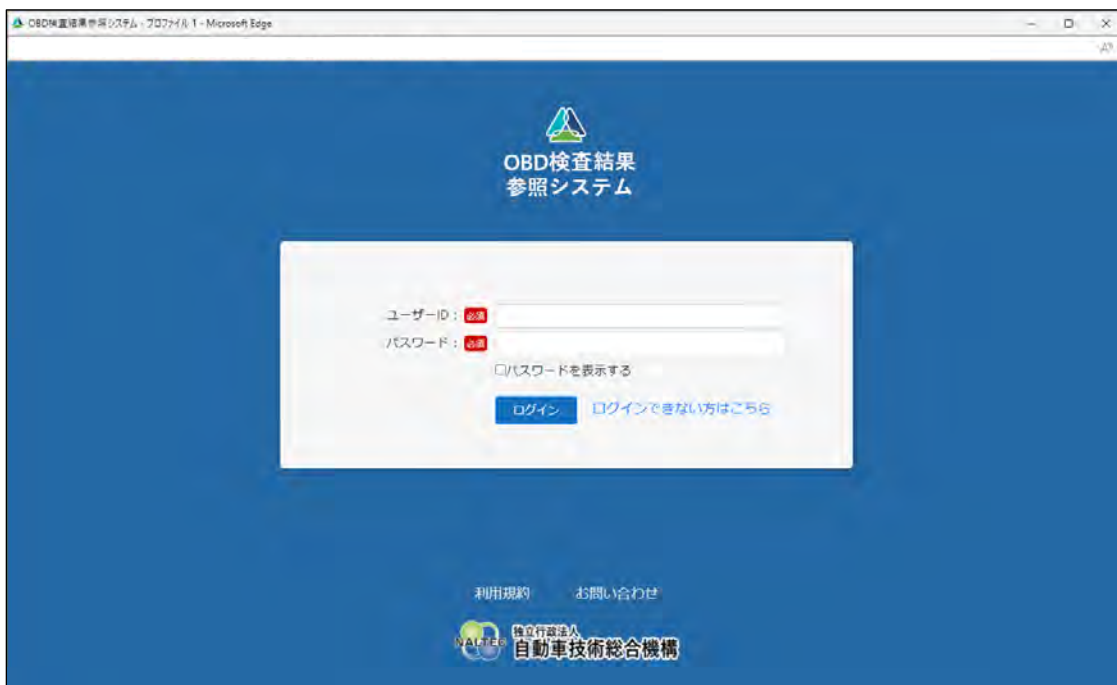 OBD検査結果参照システム - プロファイル 1 - Microsoft Edge
OBD検査結果
参照システム
ユーザーID : 必須
パスワード : 必須
パスワードを表示する
ログイン ログインできない方はこちら
利用規約 お問い合わせ
NALTEC 独立行政法人
自動車技術総合機構